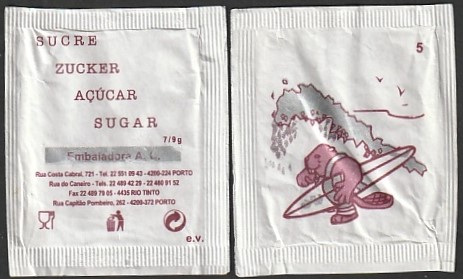 SUCRE
ZUCKER
AÇÚCAR
SUGAR
7/9g
Embaladora A. L.
Rua Costa Cabral, 721 - Tel. 22 551 09 43 - 4200-224 PORTO
Rua do Caneiro - Tels. 22 489 42 29 - 22 480 91 52
Fax 22 489 79 05 - 4435 RIO TINTO
Rua Capitão Pombeiro, 262 - 4200-372 PORTO
e.v.
5